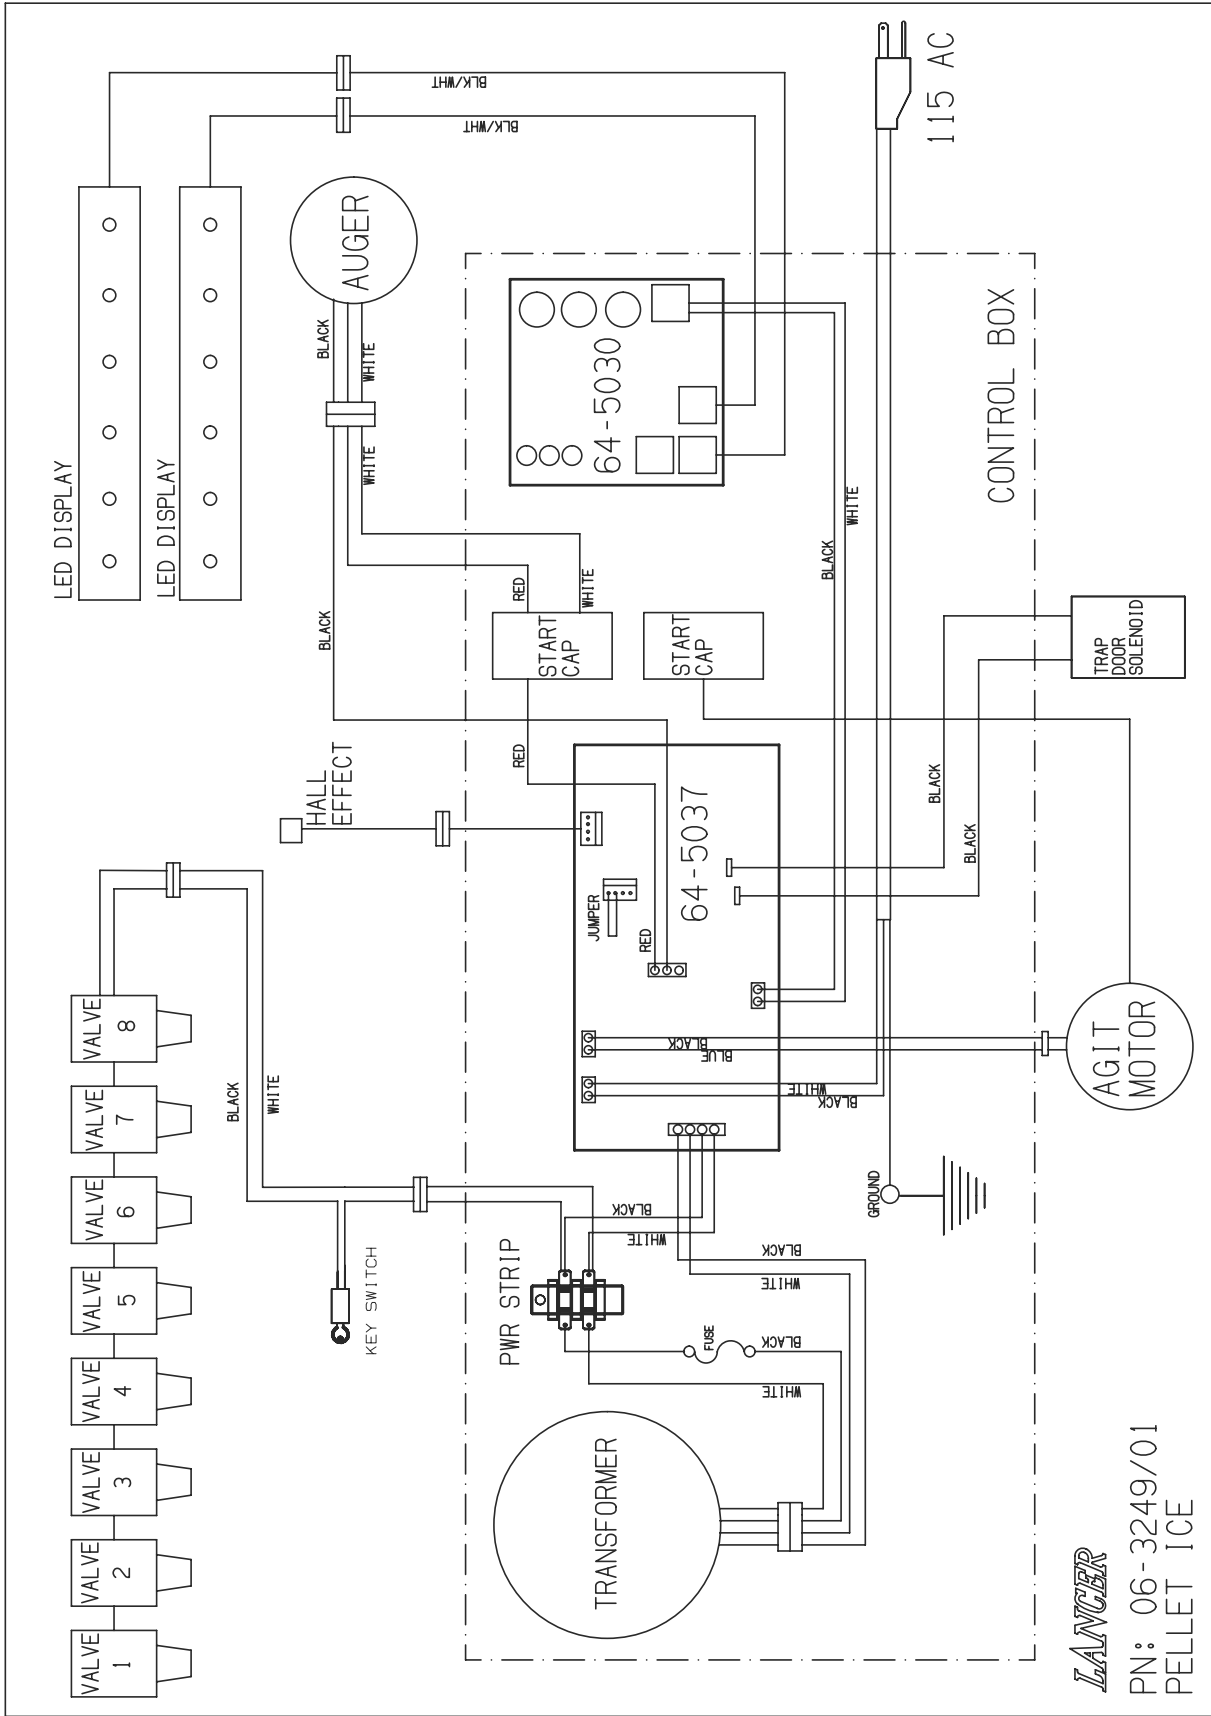 LED DISPLAY
LED DISPLAY
BLK/WHT
BLK/WHT
AUGER
BLACK
WHITE
WHITE
BLACK
RED
WHITE
START
CAP
START
CAP
RED
HALL
EFFECT
64-5030
115 AC
CONTROL BOX
BLACK
WHITE
TRAP
DOOR
SOLENOID
BLACK
BLACK
64-5037
JUMPER
RED
BLACK
BLUE
WHITE
BLACK
AGIT
MOTOR
GROUND
VALVE
8
VALVE
7
VALVE
6
VALVE
5
VALVE
4
VALVE
3
VALVE
2
VALVE
1
BLACK
WHITE
KEY SWITCH
PWR STRIP
BLACK
WHITE
BLACK
WHITE
FUSE
BLACK
WHITE
TRANSFORMER
LANCER
PN: 06-3249/01
PELLET ICE